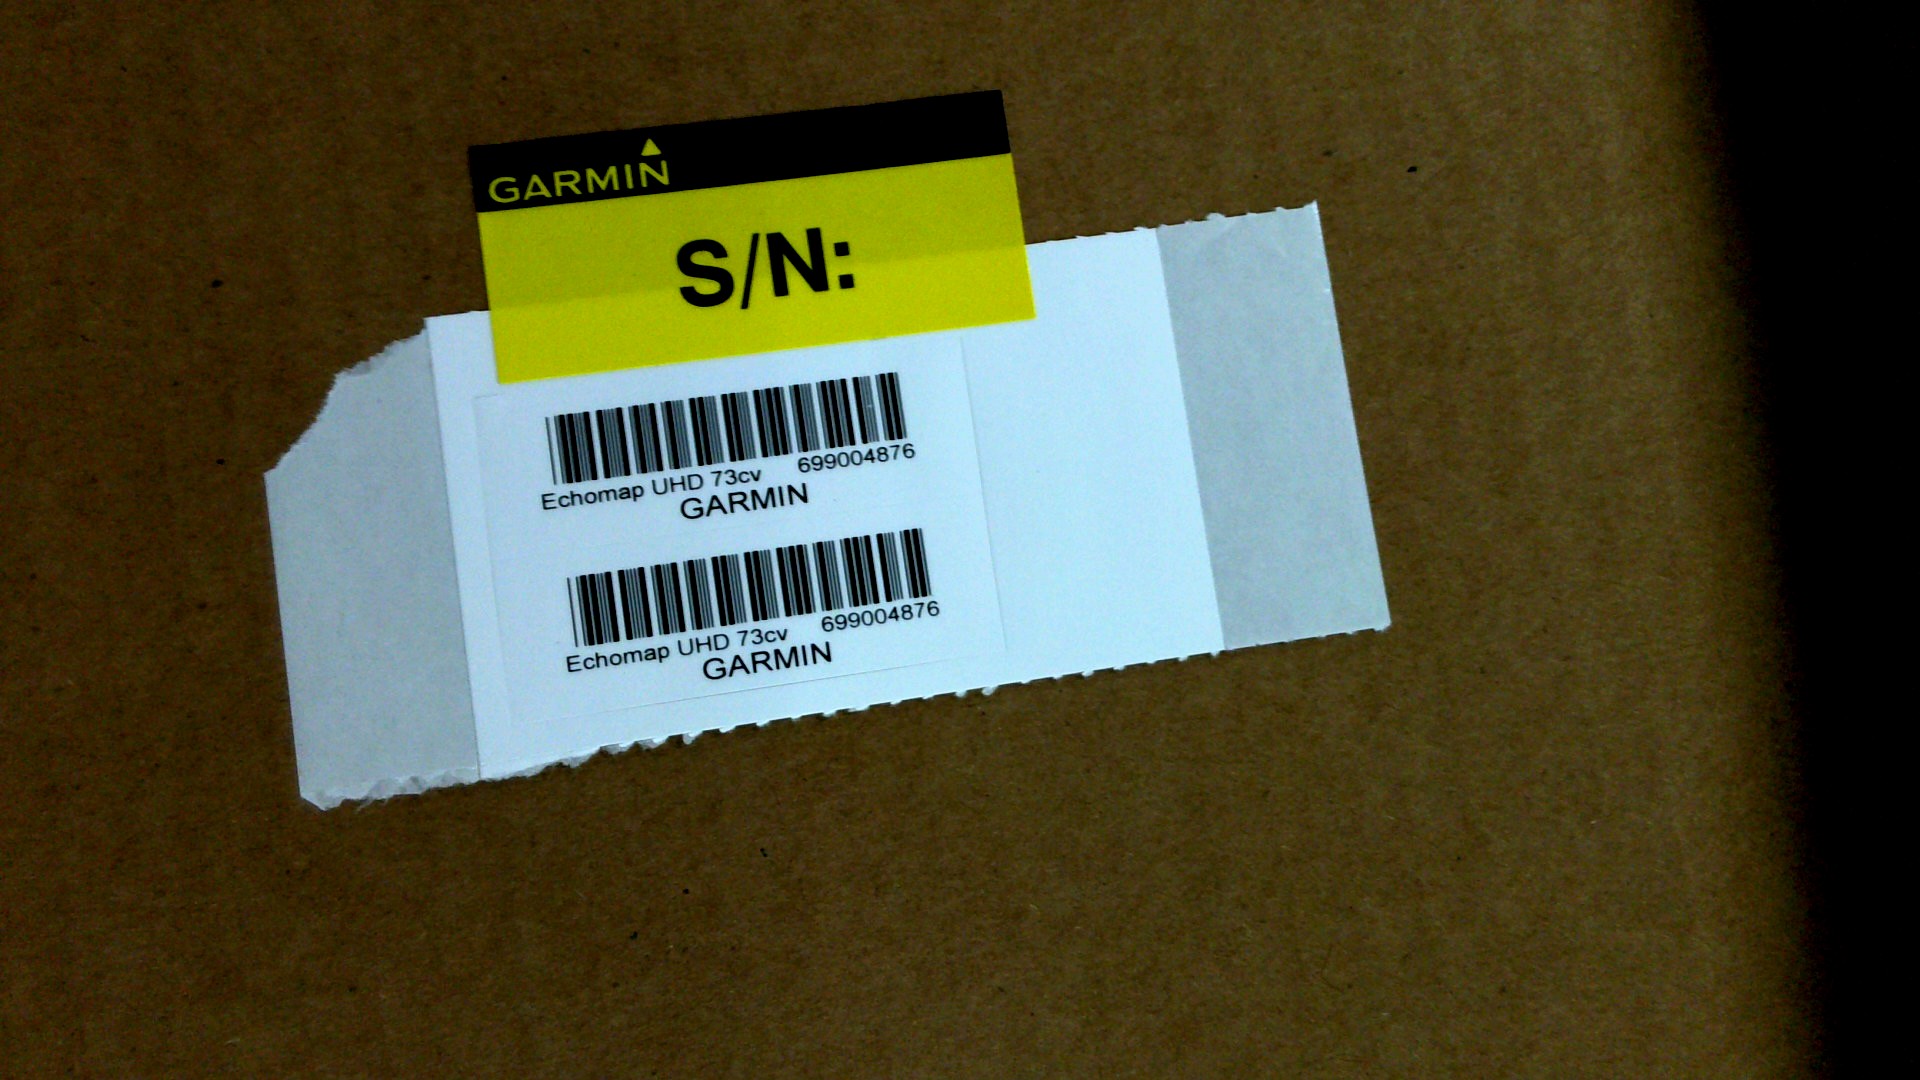 GARMIN
S/N:
Echomap UHD 73cv 699004876
GARMIN
Echomap UHD 73cv 699004876
GARMIN